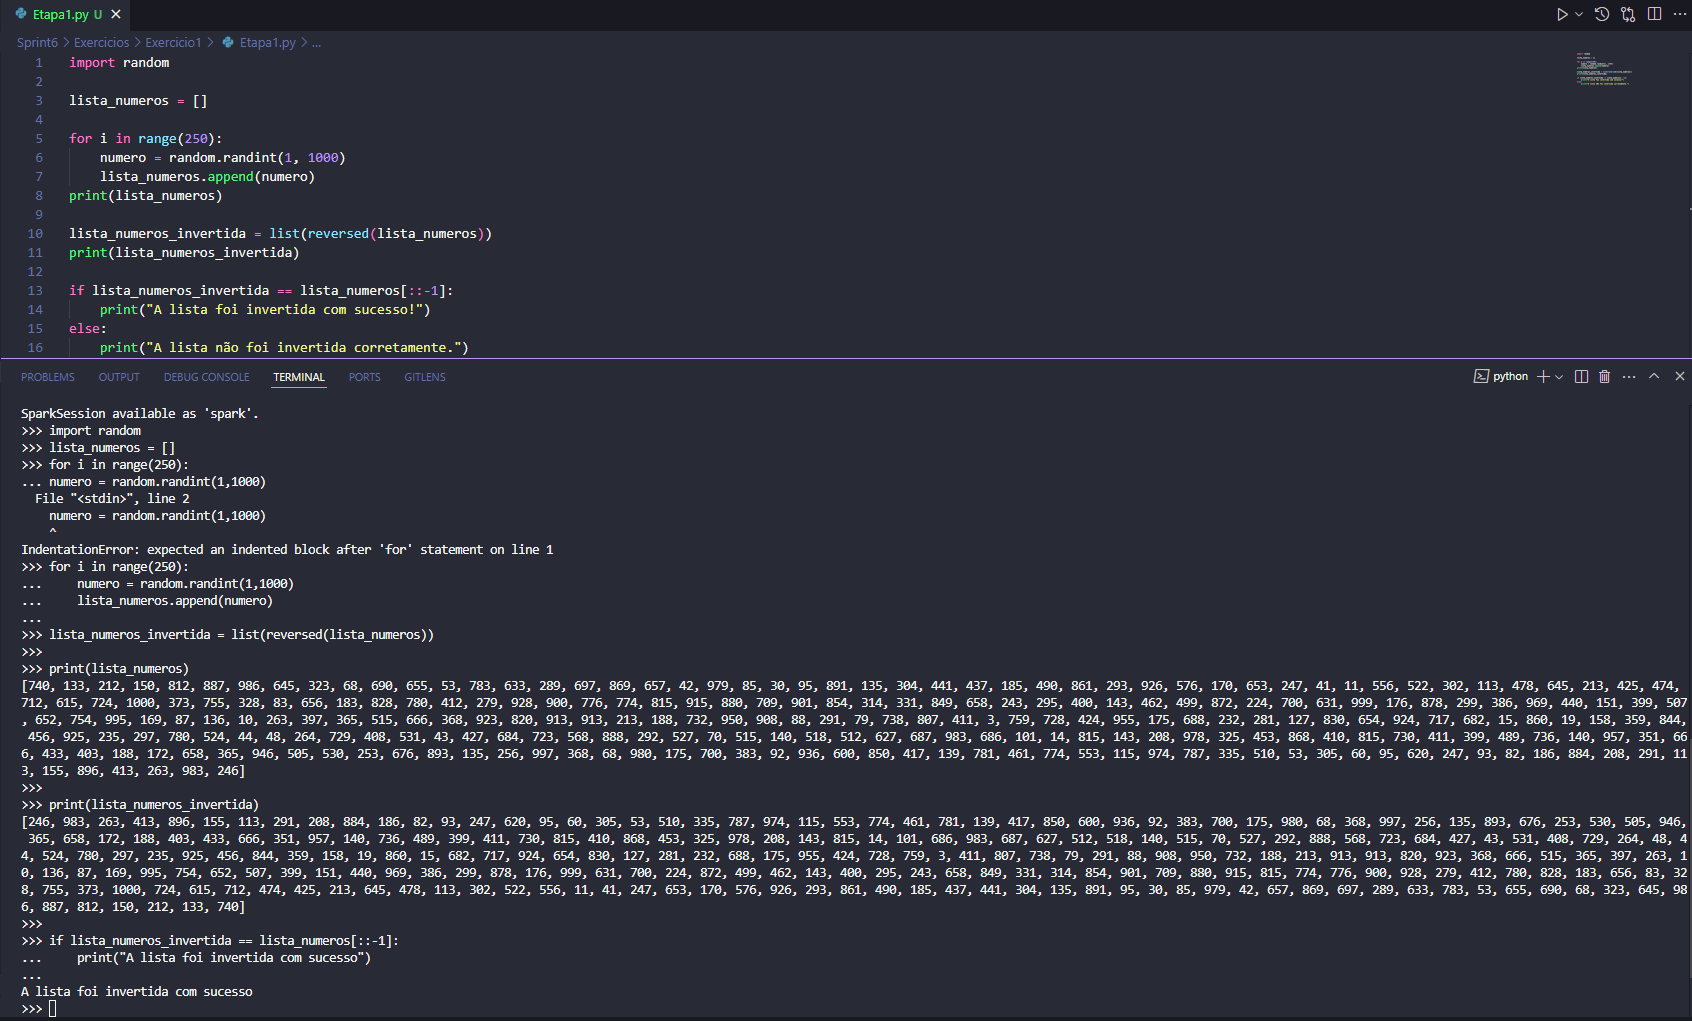 Etapa1.py U
Sprint6 > Exercicios > Exercicio1 > Etapa1.py > ...
1 import random
2
3 lista_numeros = []
4
5 for i in range(250):
6 numero = random.randint(1, 1000)
7 lista_numeros.append(numero)
8 print(lista_numeros)
9
10 lista_numeros_invertida = list(reversed(lista_numeros))
11 print(lista_numeros_invertida)
12
13 if lista_numeros_invertida == lista_numeros[::-1]:
14 print("A lista foi invertida com sucesso!")
15 else:
16 print("A lista não foi invertida corretamente.")
PROBLEMS OUTPUT DEBUG CONSOLE TERMINAL PORTS GITLENS python
SparkSession available as 'spark'.
>>> import random
>>> lista_numeros = []
>>> for i in range(250):
... numero = random.randint(1,1000)
File "<stdin>", line 2
numero = random.randint(1,1000)
^
IndentationError: expected an indented block after 'for' statement on line 1
>>> for i in range(250):
... numero = random.randint(1,1000)
... lista_numeros.append(numero)
...
>>> lista_numeros_invertida = list(reversed(lista_numeros))
>>>
>>> print(lista_numeros)
[740, 133, 212, 150, 812, 887, 986, 645, 323, 68, 690, 655, 53, 783, 633, 289, 697, 869, 657, 42, 979, 85, 30, 95, 891, 135, 304, 441, 437, 185, 490, 861, 293, 926, 576, 170, 653, 247, 41, 11, 556, 522, 302, 113, 478, 645, 213, 425, 474,
712, 615, 724, 1000, 373, 755, 328, 83, 656, 183, 828, 780, 412, 279, 928, 900, 776, 774, 815, 915, 880, 709, 901, 854, 314, 331, 849, 658, 243, 295, 400, 143, 462, 499, 872, 224, 700, 631, 999, 176, 878, 299, 386, 969, 440, 151, 399, 507
, 652, 754, 995, 169, 87, 136, 10, 263, 397, 365, 515, 666, 368, 923, 820, 913, 913, 213, 188, 732, 950, 908, 88, 291, 79, 738, 807, 411, 3, 759, 728, 424, 955, 175, 688, 232, 281, 127, 830, 654, 924, 717, 682, 15, 860, 19, 158, 359, 844,
456, 925, 235, 297, 780, 524, 44, 48, 264, 729, 408, 531, 43, 427, 684, 723, 568, 888, 292, 527, 70, 515, 140, 518, 512, 627, 687, 983, 686, 101, 14, 815, 143, 208, 978, 325, 453, 868, 410, 815, 730, 411, 399, 489, 736, 140, 957, 351, 66
6, 433, 403, 188, 172, 658, 365, 946, 505, 530, 253, 676, 893, 135, 256, 997, 368, 68, 980, 175, 700, 383, 92, 936, 600, 850, 417, 139, 781, 461, 774, 553, 115, 974, 787, 335, 510, 53, 305, 60, 95, 620, 247, 93, 82, 186, 884, 208, 291, 11
3, 155, 896, 413, 263, 983, 246]
>>>
>>> print(lista_numeros_invertida)
[246, 983, 263, 413, 896, 155, 113, 291, 208, 884, 186, 82, 93, 247, 620, 95, 60, 305, 53, 510, 335, 787, 974, 115, 553, 774, 461, 781, 139, 417, 850, 600, 936, 92, 383, 700, 175, 980, 68, 368, 997, 256, 135, 893, 676, 253, 530, 505, 946,
365, 658, 172, 188, 403, 433, 666, 351, 957, 140, 736, 489, 399, 411, 730, 815, 410, 868, 453, 325, 978, 208, 143, 815, 14, 101, 686, 983, 687, 627, 512, 518, 140, 515, 70, 527, 292, 888, 568, 723, 684, 427, 43, 531, 408, 729, 264, 48, 4
4, 524, 780, 297, 235, 925, 456, 844, 359, 158, 19, 860, 15, 682, 717, 924, 654, 830, 127, 281, 232, 688, 175, 955, 424, 728, 759, 3, 411, 807, 738, 79, 291, 88, 908, 950, 732, 188, 213, 913, 913, 820, 923, 368, 666, 515, 365, 397, 263, 1
0, 136, 87, 169, 995, 754, 652, 507, 399, 151, 440, 969, 386, 299, 878, 176, 999, 631, 700, 224, 872, 499, 462, 143, 400, 295, 243, 658, 849, 331, 314, 854, 901, 709, 880, 915, 815, 774, 776, 900, 928, 279, 412, 780, 828, 183, 656, 83, 32
8, 755, 373, 1000, 724, 615, 712, 474, 425, 213, 645, 478, 113, 302, 522, 556, 11, 41, 247, 653, 170, 576, 926, 293, 861, 490, 185, 437, 441, 304, 135, 891, 95, 30, 85, 979, 42, 657, 869, 697, 289, 633, 783, 53, 655, 690, 68, 323, 645, 98
6, 887, 812, 150, 212, 133, 740]
>>>
>>> if lista_numeros_invertida == lista_numeros[::-1]:
... print("A lista foi invertida com sucesso")
...
A lista foi invertida com sucesso
>>>